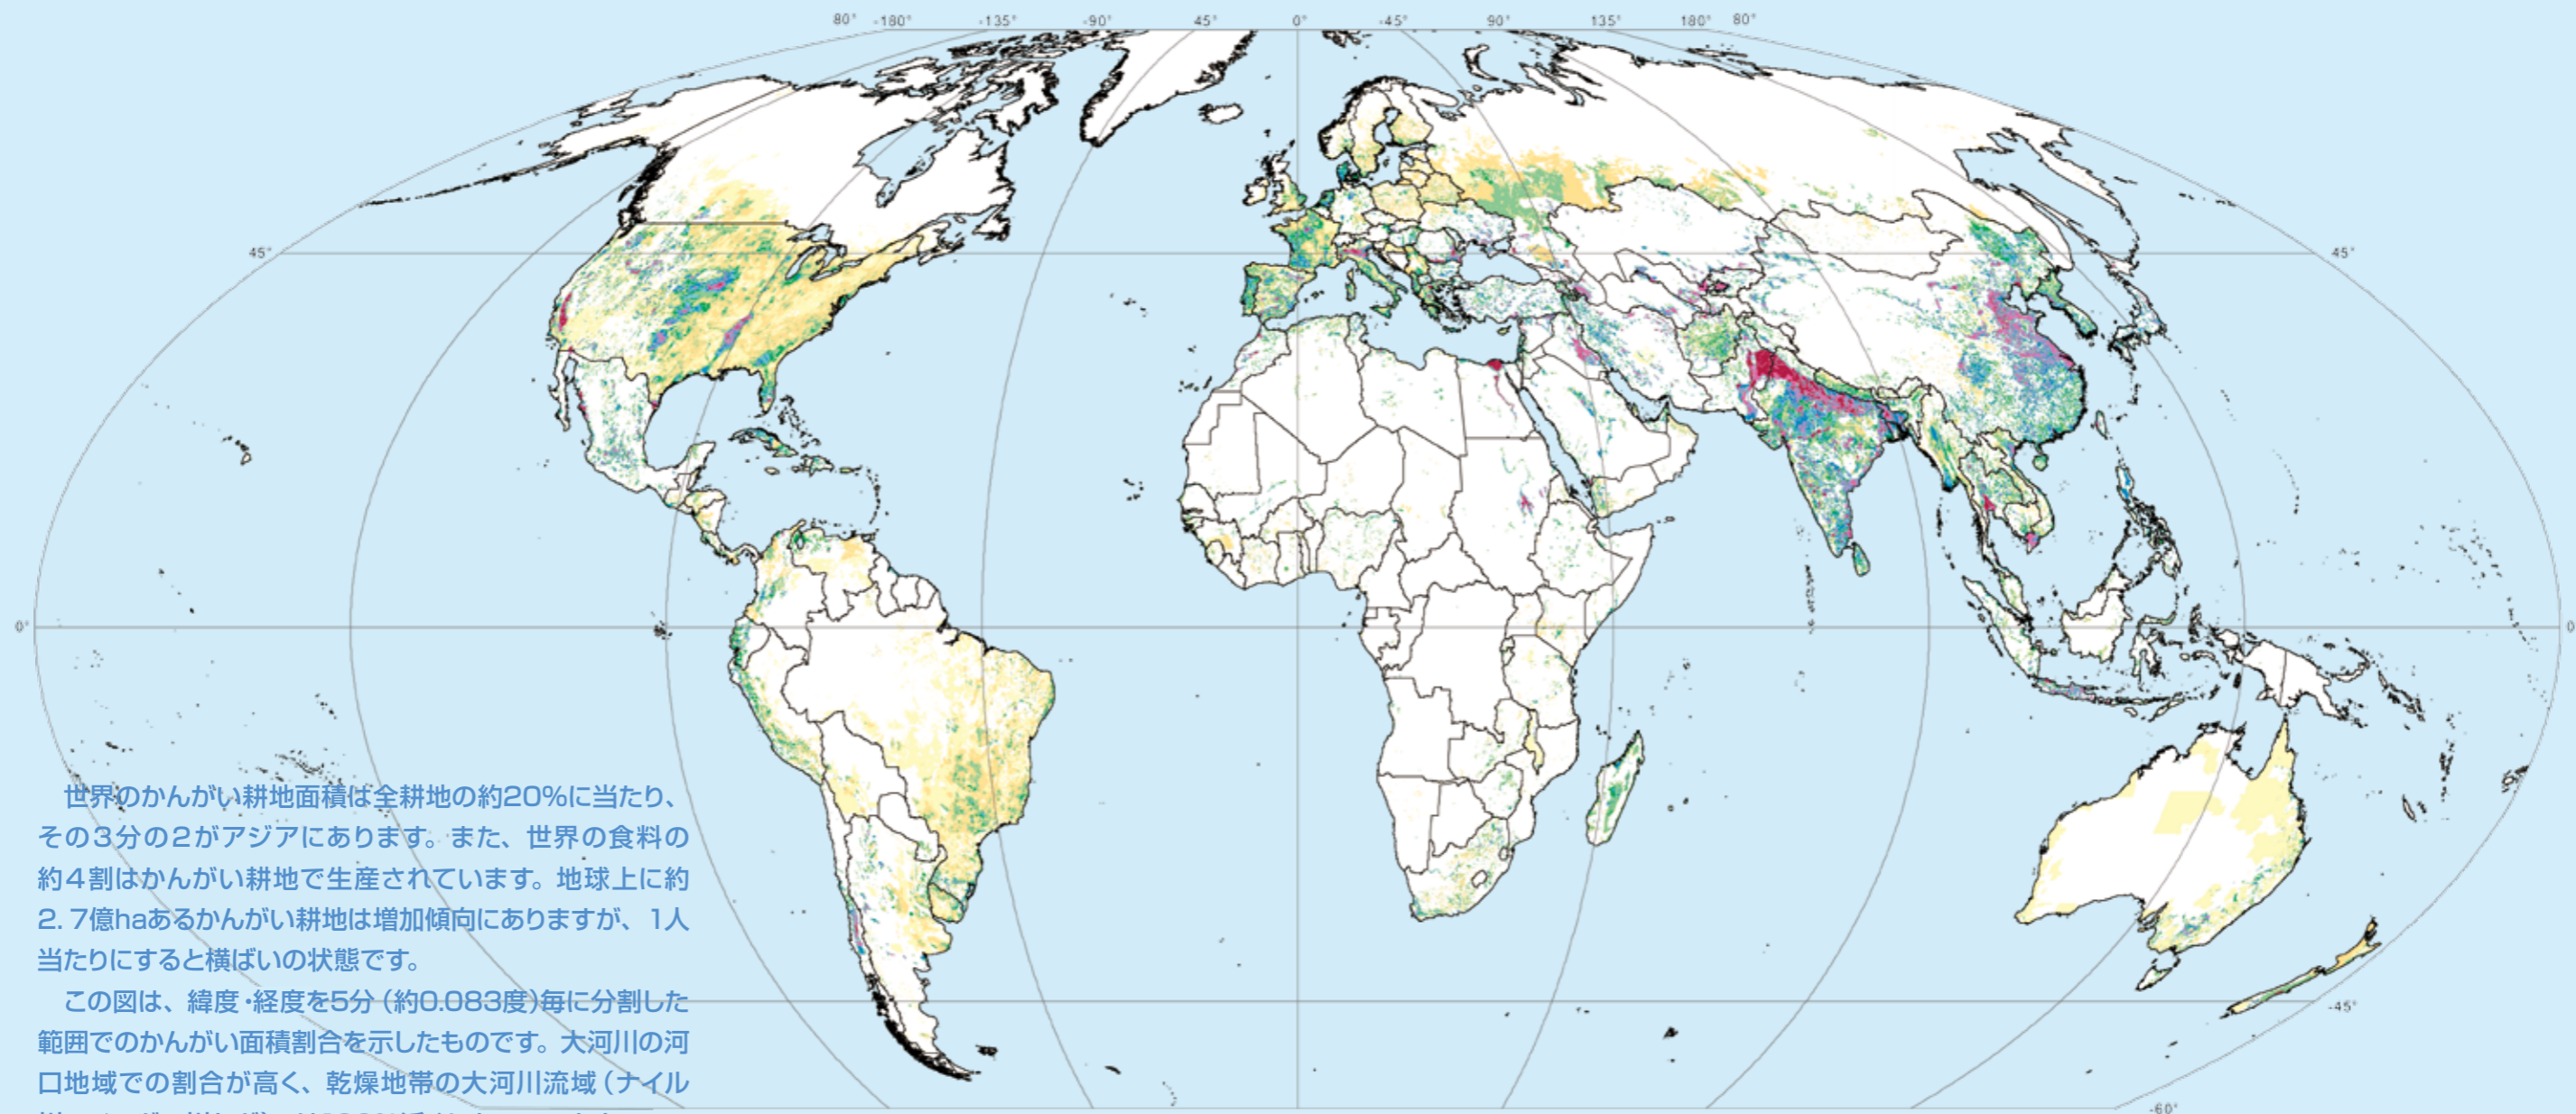 80° -180° -135° -90° 45° 0° -45° 90° 135° 180° 80°
45° 45°
0° 0
世界のかんがい耕地面積は全耕地の約20%に当たり、
その3分の2がアジアにあります。また、世界の食料の
約4割はかんがい耕地で生産されています。地球上に約
2.7億haあるかんがい耕地は増加傾向にありますが、1人
当たりにすると横ばいの状態です。
この図は、緯度・経度を5分(約0.083度)毎に分割した
-45°
範囲でのかんがい面積割合を示したものです。大河川の河
口地域での割合が高く、乾燥地帯の大河川流域(ナイル
-60°